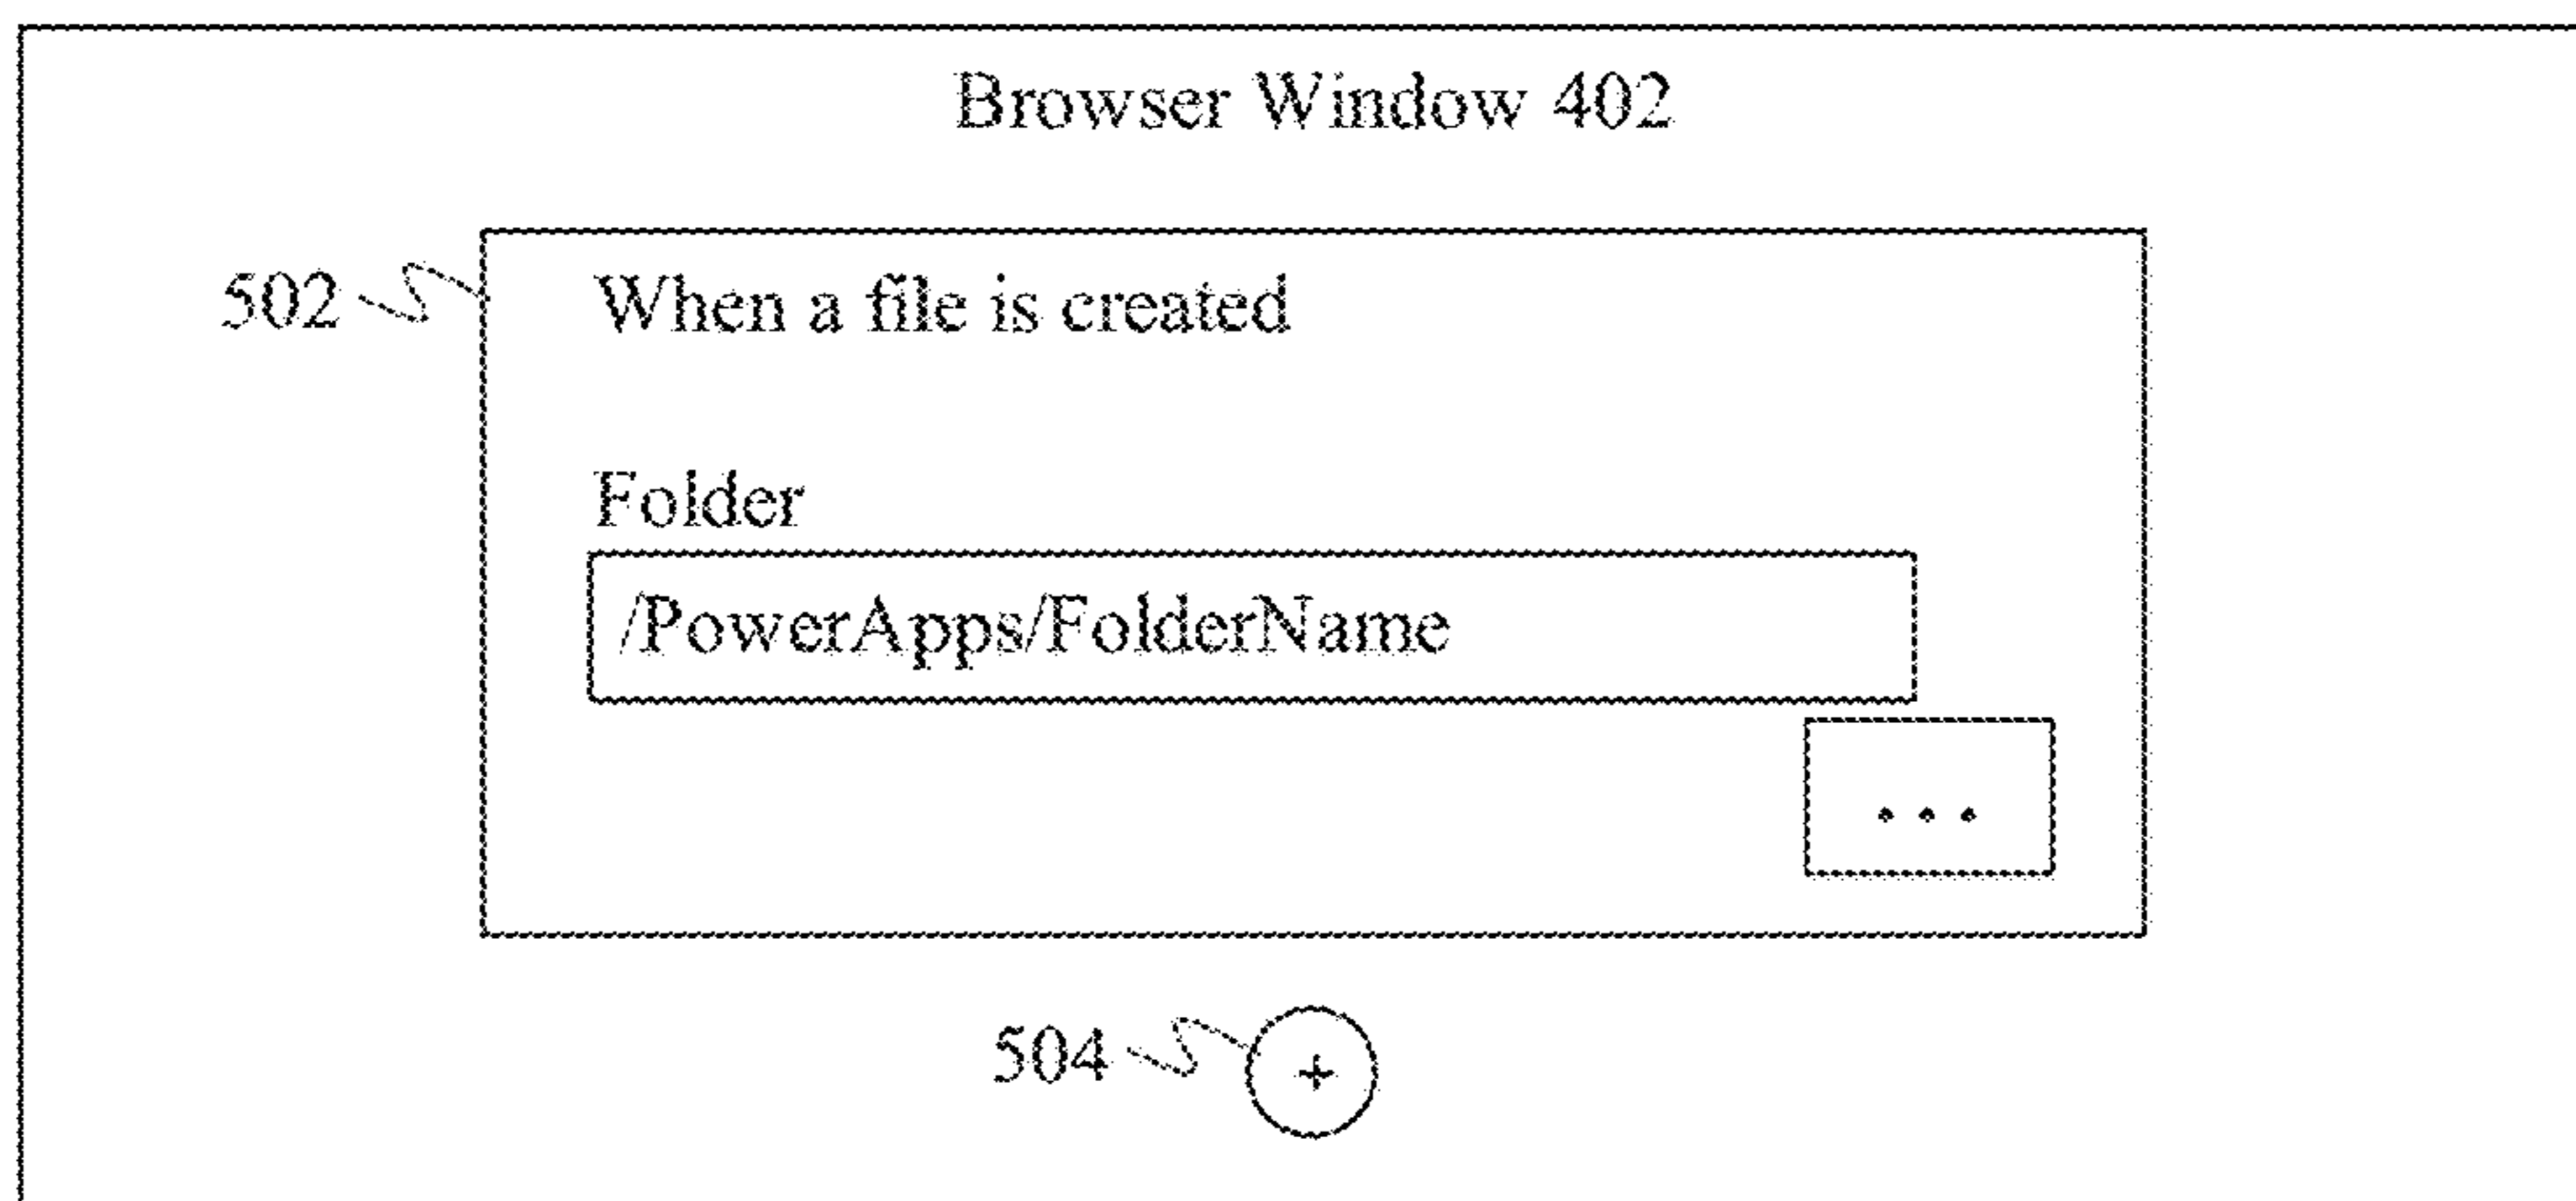 Browser Window 402
502
When a file is created
Folder
/PowerApps/FolderName
...
504
+